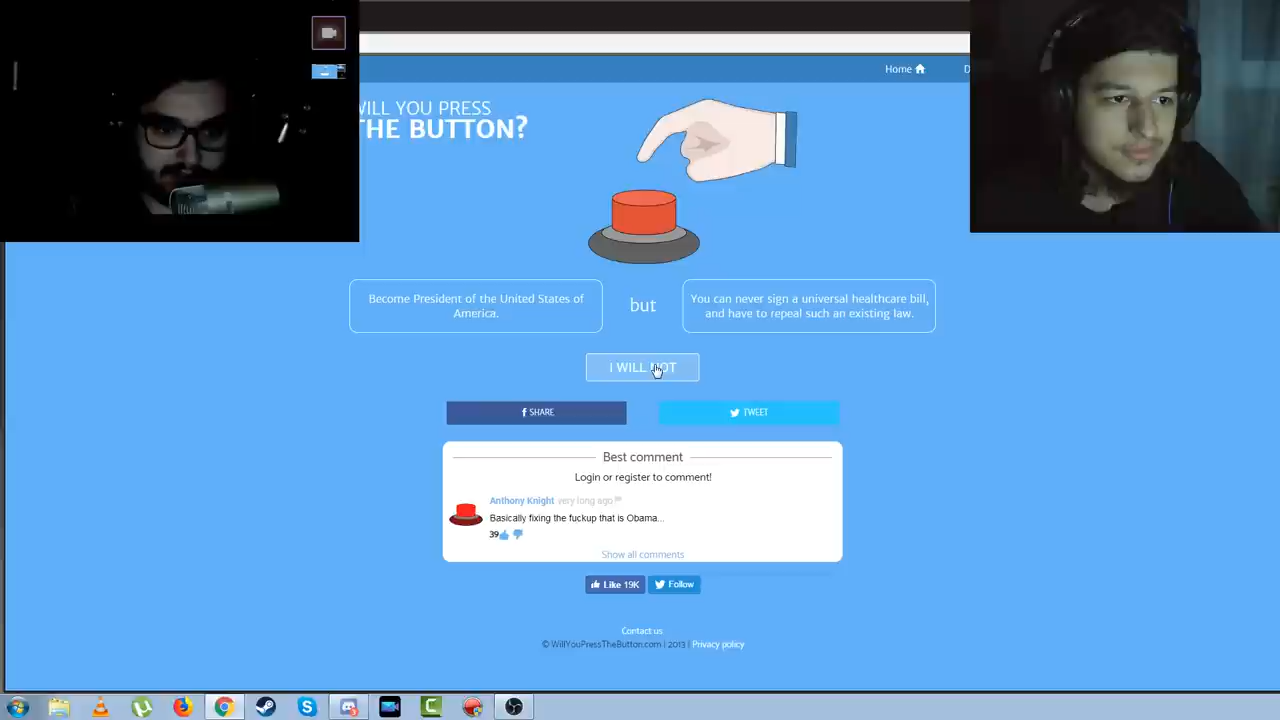 Home
D
WILL YOU PRESS
THE BUTTON?
Become President of the United States of
America.
but
You can never sign a universal healthcare bill,
and have to repeal such an existing law.
I WILL NOT
SHARE
TWEET
Best comment
Login or register to comment!
Anthony Knight very long ago
Basically fixing the fuckup that is Obama...
39
Show all comments
Like 19K
Follow
Contact us
© WillYouPressTheButton.com | 2013 | Privacy policy